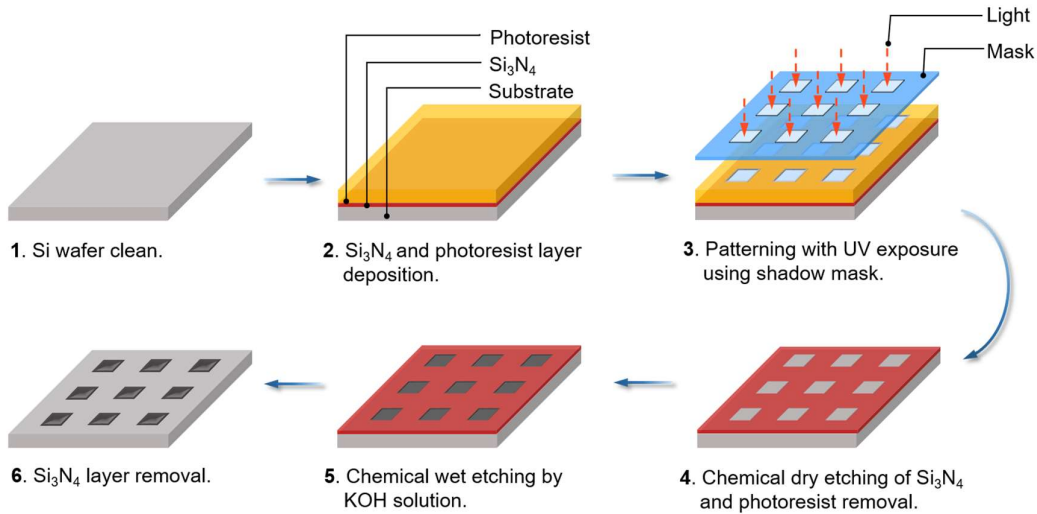 Photoresist
Si₃N₄
Substrate
Light
Mask
1. Si wafer clean.
2. Si₃N₄ and photoresist layer
deposition.
3. Patterning with UV exposure
using shadow mask.
6. Si₃N₄ layer removal.
5. Chemical wet etching by
KOH solution.
4. Chemical dry etching of Si₃N₄
and photoresist removal.